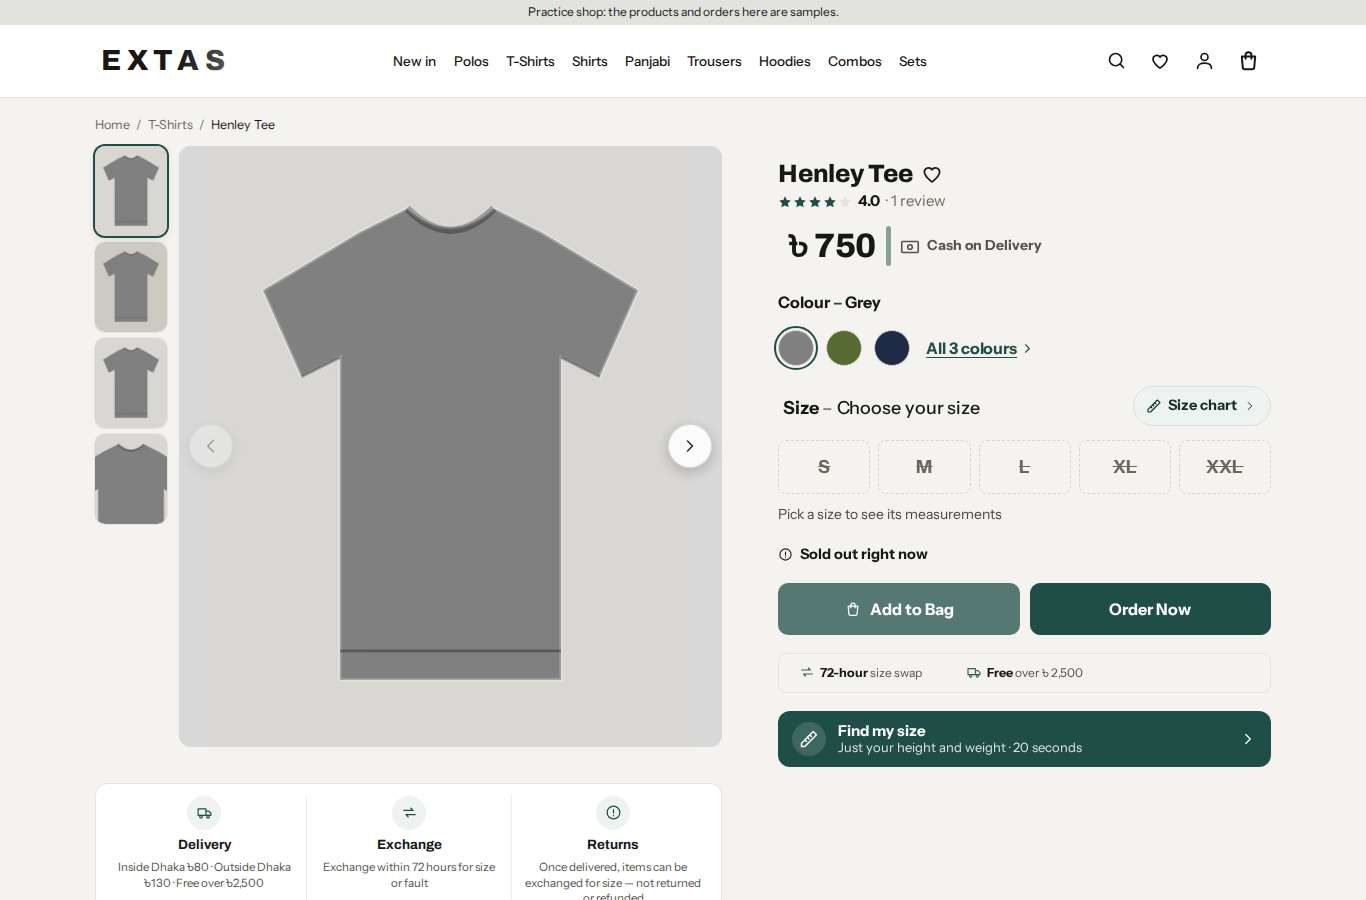 Practice shop: the products and orders here are samples.
EXTAS
New in Polos T-Shirts Shirts Panjabi Trousers Hoodies Combos Sets
Home / T-Shirts / Henley Tee
Henley Tee
4.0 · 1 review
৳ 750
Cash on Delivery
Colour – Grey
All 3 colours
Size – Choose your size
Size chart
S M L XL XXL
Pick a size to see its measurements
Sold out right now
Add to Bag
Order Now
72-hour size swap
Free over ৳ 2,500
Find my size
Just your height and weight · 20 seconds
Delivery
Inside Dhaka ৳80 · Outside Dhaka
৳130 · Free over ৳2,500
Exchange
Exchange within 72 hours for size
or fault
Returns
Once delivered, items can be
exchanged for size — not returned
or refunded